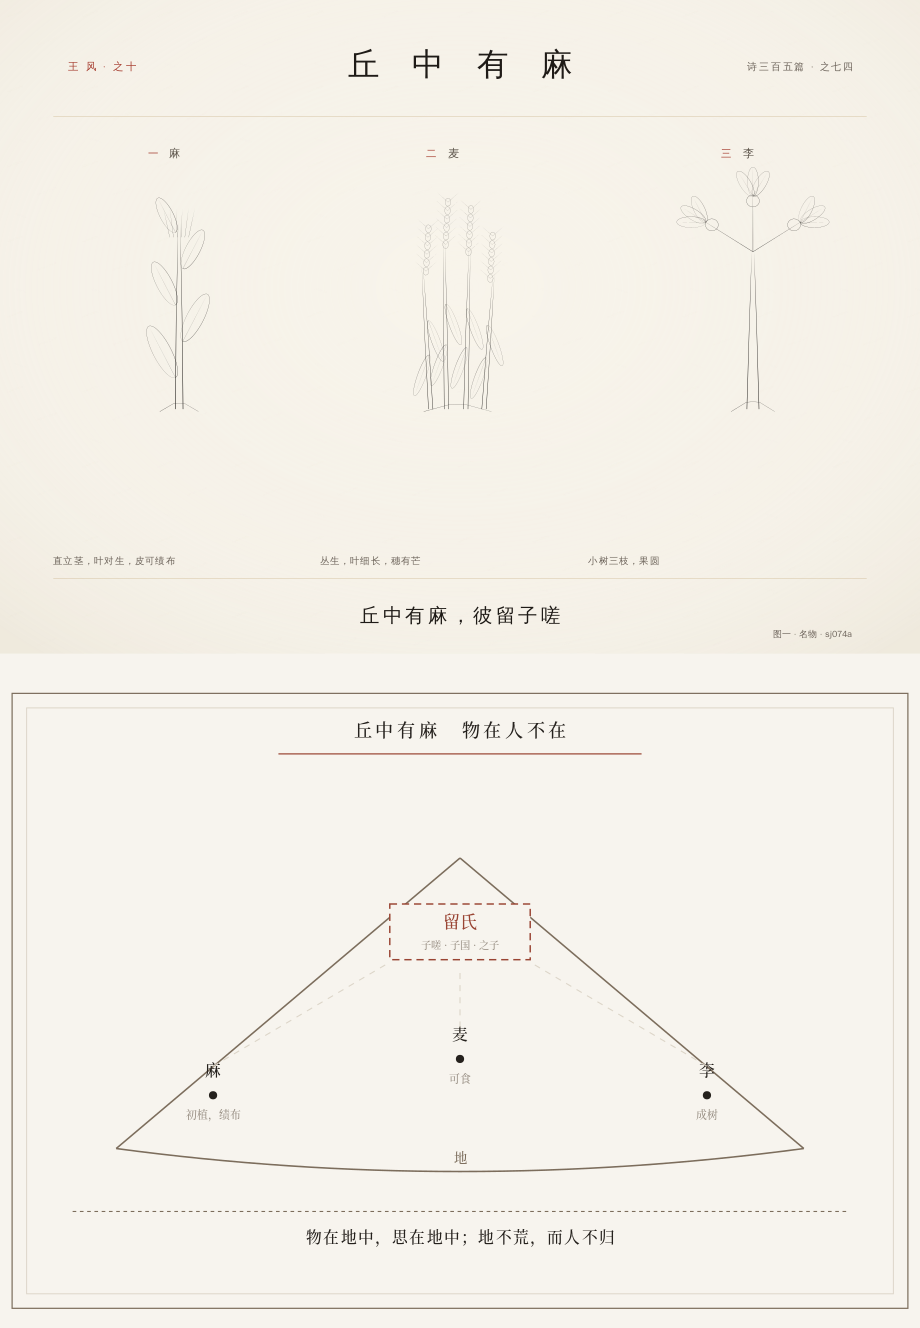 王风 · 之十
丘中有麻
诗三百五篇 · 之七四
一 麻
二 麦
三 李
直立茎，叶对生，皮可绩布
丛生，叶细长，穗有芒
小树三枝，果圆
丘中有麻，彼留子嗟
图一 · 名物 · sj074a
丘中有麻　物在人不在
留氏
子嗟 · 子国 · 之子
麦
可食
麻
初植，绩布
李
成树
地
物在地中，思在地中；地不荒，而人不归